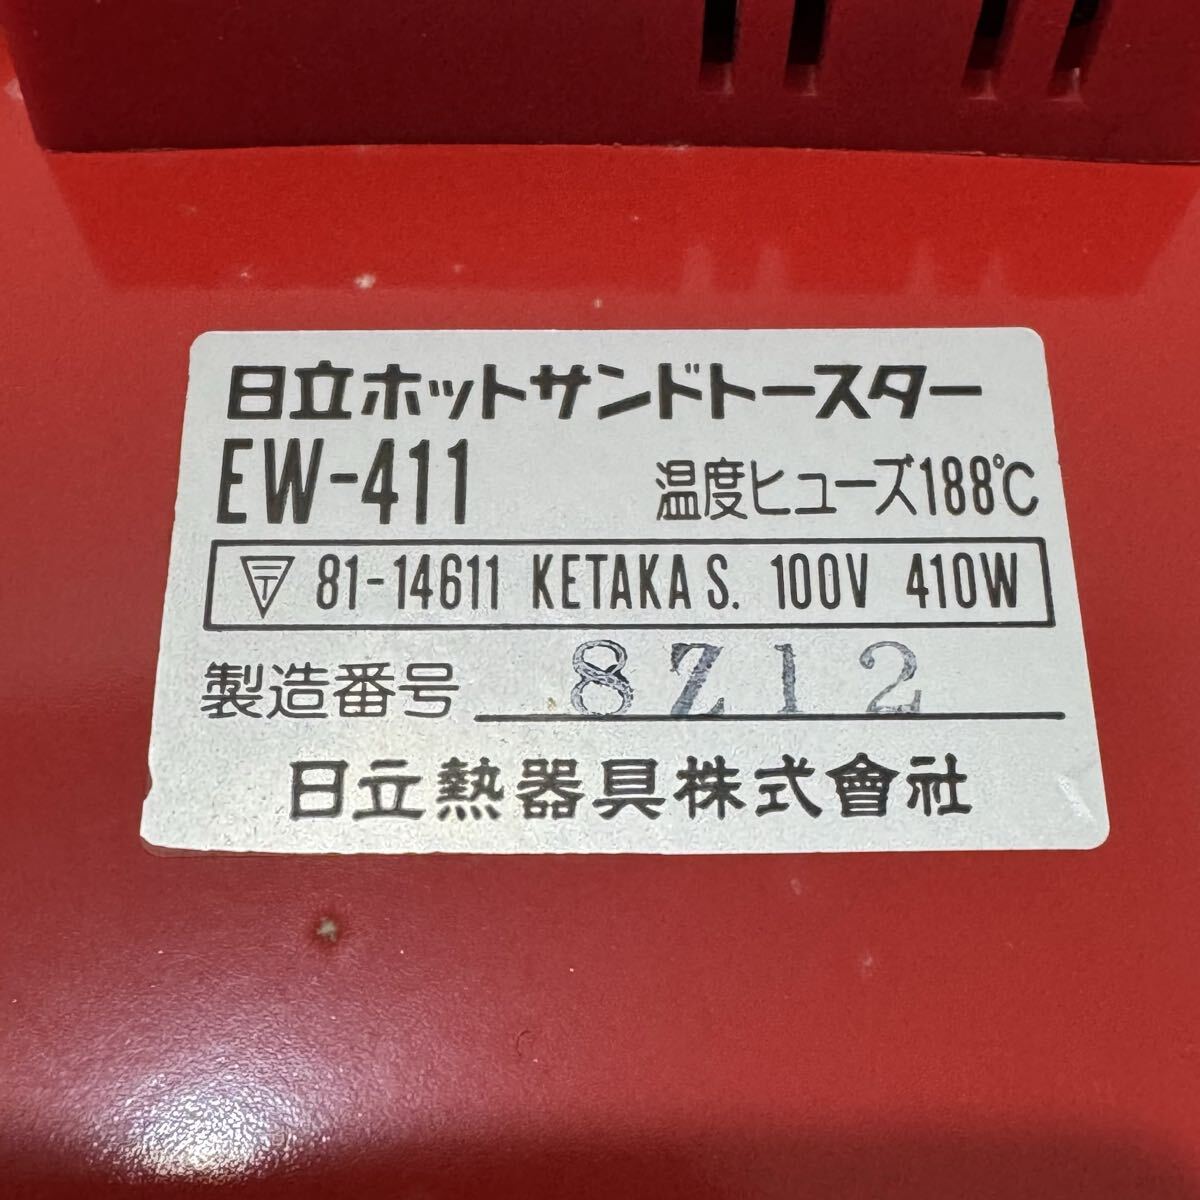 日立ホットサンドトースター
EW-411 温度ヒューズ188℃
〒 81-14611 KETAKA S. 100V 410W
製造番号 8Z12
日立熱器具株式會社